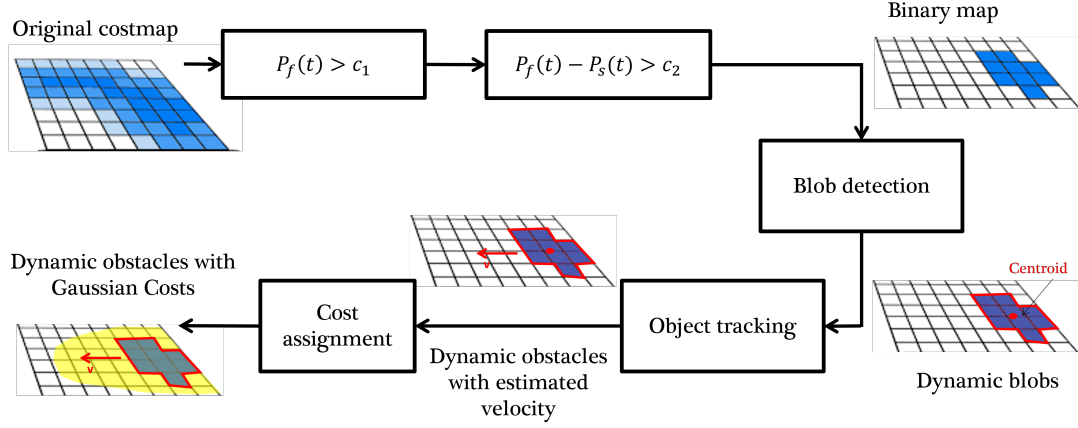 Original costmap
$P_f(t) > c_1$
$P_f(t) - P_s(t) > c_2$
Binary map
Blob detection
Centroid
Dynamic blobs
Object tracking
v
Dynamic obstacles
with estimated
velocity
Cost
assignment
Dynamic obstacles with
Gaussian Costs
v